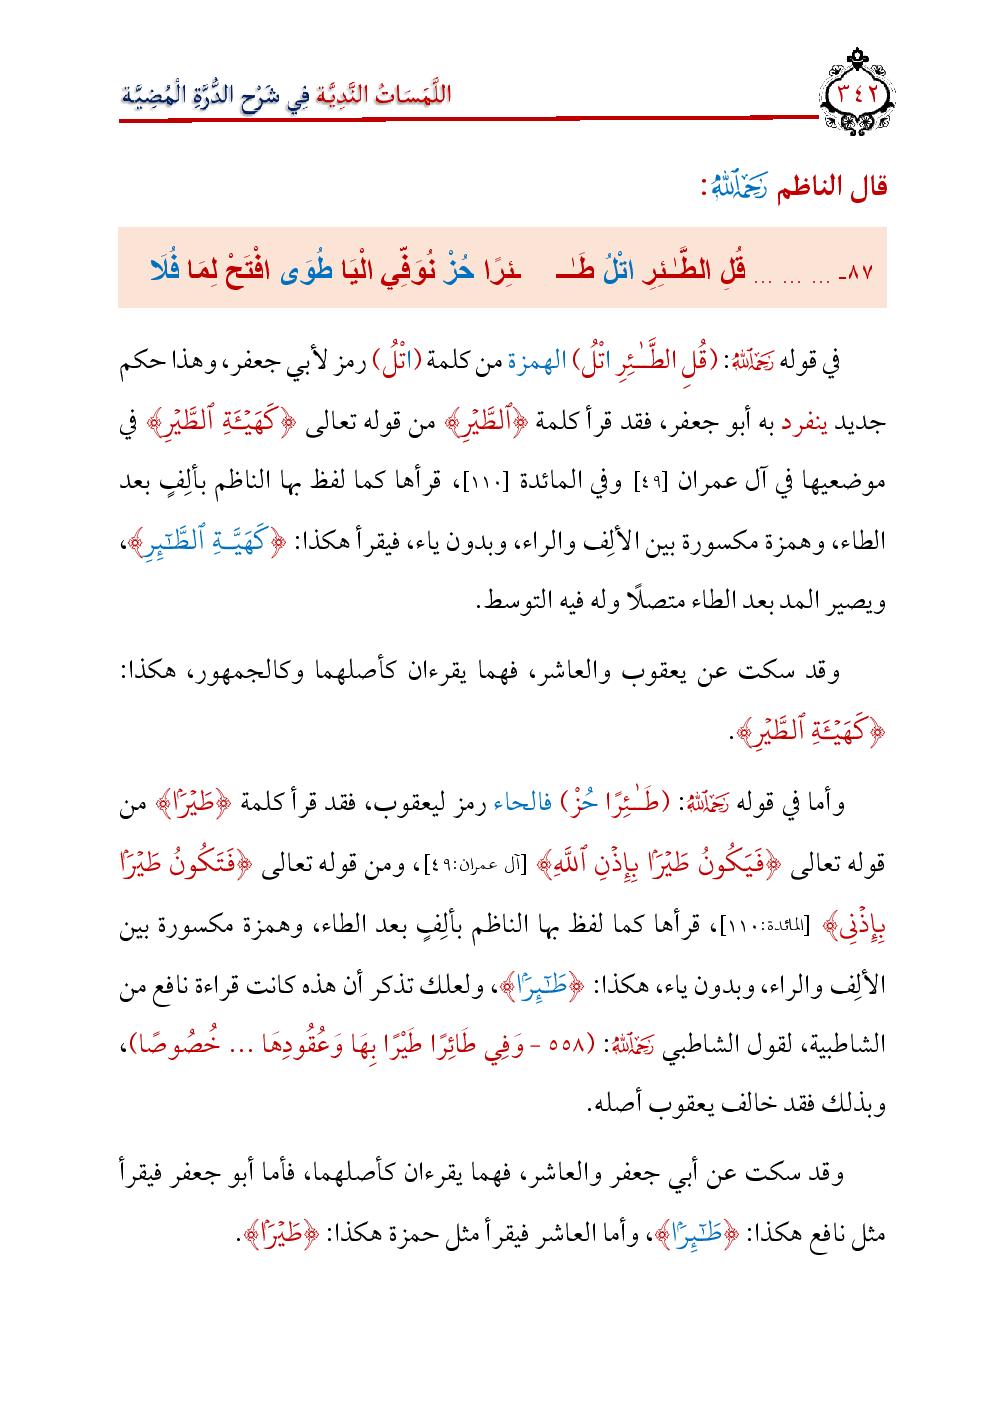 اللَّمَسَاتُ النَّدِيَّة فِي شَرْحِ الدُّرَّةِ الْمُضِيَّة
٣٤٢
قال الناظم رَحِمَهُ ٱللَّهُ:
٨٧- ... ... ... قُلِ الطَّـٰئِرِ اتْلُ طَـٰـ ـئِرًا حُزْ نُوَفِّي الْيَا طُوَى افْتَحْ لِمَا فُلَا
في قوله رَحِمَهُ ٱللَّهُ: (قُلِ الطَّـٰئِرِ اتْلُ) الهمزة من كلمة (اتْلُ) رمز لأبي جعفر، وهذا حكم
جديد ينفرد به أبو جعفر، فقد قرأ كلمة ﴿ٱلطَّيْرِ﴾ من قوله تعالى ﴿كَهَيْـَٔةِ ٱلطَّيْرِ﴾ في
موضعيها في آل عمران [٤٩] وفي المائدة [١١٠]، قرأها كما لفظ بها الناظم بألِفٍ بعد
الطاء، وهمزة مكسورة بين الألِف والراء، وبدون ياء، فيقرأ هكذا: ﴿كَهَيَّـةِ ٱلطَّـٰٓئِرِ﴾،
ويصير المد بعد الطاء متصلًا وله فيه التوسط.
وقد سكت عن يعقوب والعاشر، فهما يقرءان كأصلهما وكالجمهور، هكذا:
﴿كَهَيْـَٔةِ ٱلطَّيْرِ﴾.
وأما في قوله رَحِمَهُ ٱللَّهُ: (طَـٰئِرًا حُزْ) فالحاء رمز ليعقوب، فقد قرأ كلمة ﴿طَيْرَۢا﴾ من
قوله تعالى ﴿فَيَكُونُ طَيْرَۢا بِإِذْنِ ٱللَّهِ﴾ [آل عمران:٤٩]، ومن قوله تعالى ﴿فَتَكُونُ طَيْرَۢا
بِإِذْنِى﴾ [المائدة:١١٠]، قرأها كما لفظ بها الناظم بألِفٍ بعد الطاء، وهمزة مكسورة بين
الألِف والراء، وبدون ياء، هكذا: ﴿طَـٰٓئِرَۢا﴾، ولعلك تذكر أن هذه كانت قراءة نافع من
الشاطبية، لقول الشاطبي رَحِمَهُ ٱللَّهُ: (٥٥٨ - وَفِي طَائِرًا طَيْرًا بِهَا وَعُقُودِهَا ... خُصُوصًا)،
وبذلك فقد خالف يعقوب أصله.
وقد سكت عن أبي جعفر والعاشر، فهما يقرءان كأصلهما، فأما أبو جعفر فيقرأ
مثل نافع هكذا: ﴿طَـٰٓئِرَۢا﴾، وأما العاشر فيقرأ مثل حمزة هكذا: ﴿طَيْرَۢا﴾.